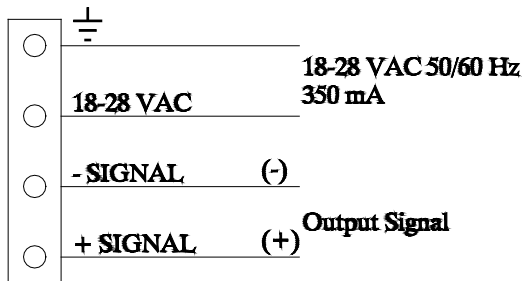 18-28 VAC 50/60 Hz
350 mA
18-28 VAC
- SIGNAL (-)
Output Signal
+ SIGNAL (+)